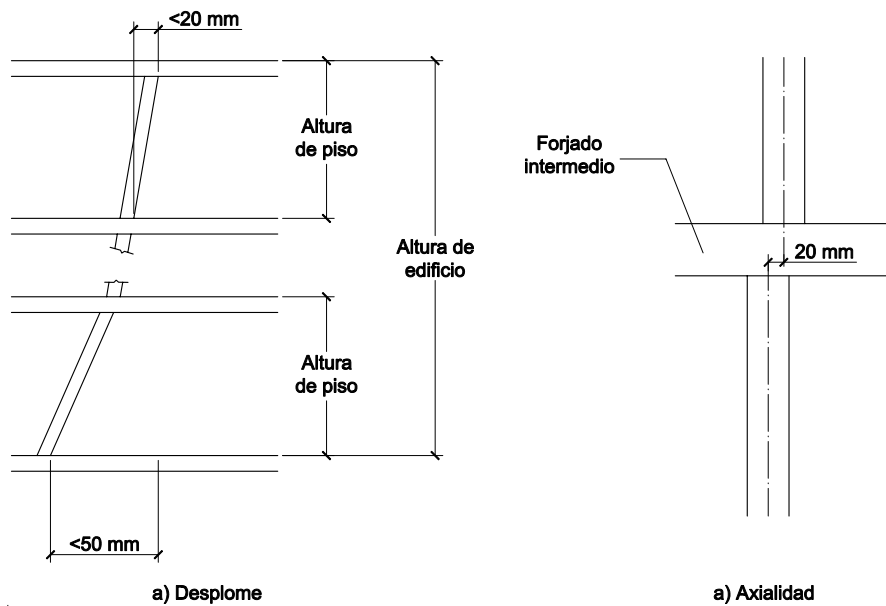 <20 mm
Altura
de piso
Altura de
edificio
Altura
de piso
<50 mm
a) Desplome
Forjado
intermedio
20 mm
a) Axialidad